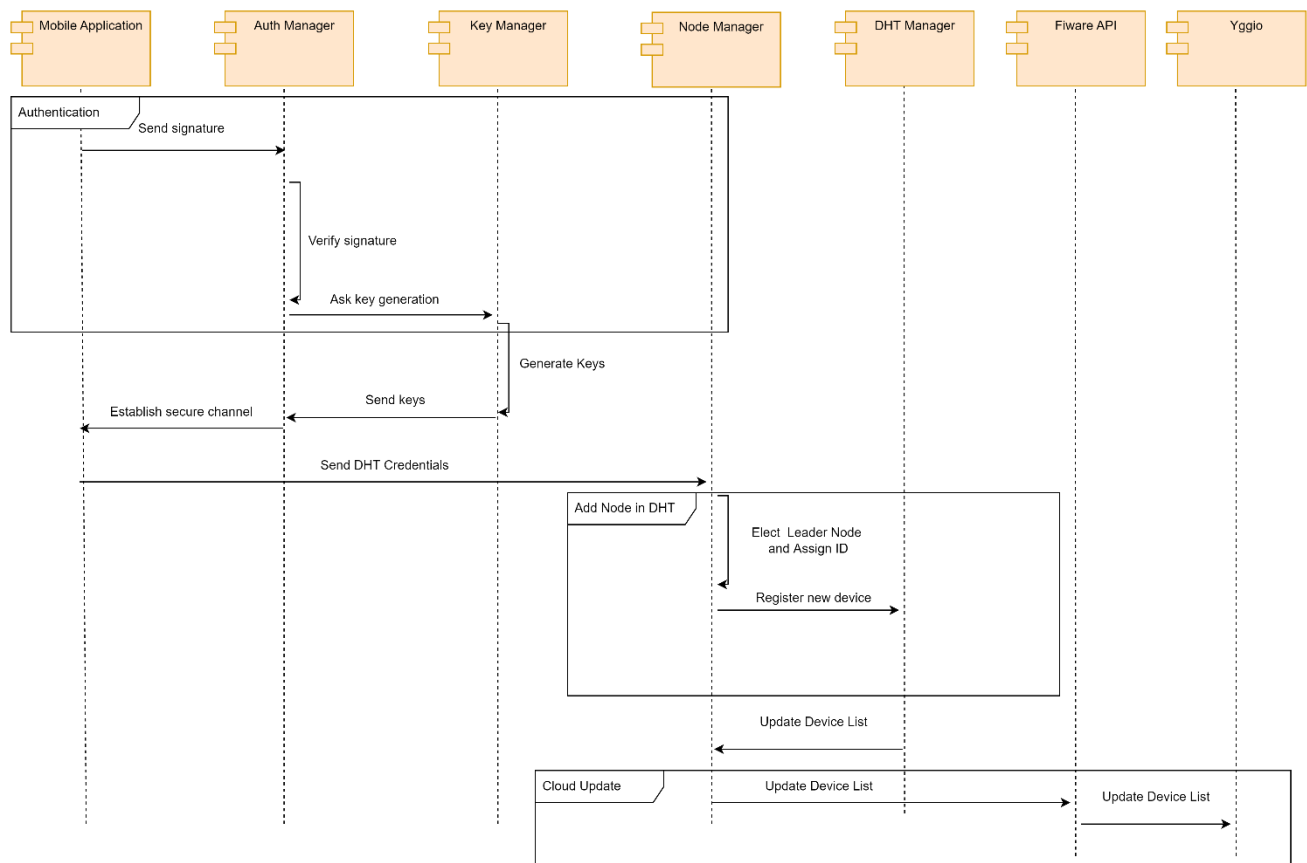 Mobile Application
Auth Manager
Key Manager
Node Manager
DHT Manager
Fiware API
Yggio
Authentication
Send signature
Verify signature
Ask key generation
Generate Keys
Send keys
Establish secure channel
Send DHT Credentials
Add Node in DHT
Elect Leader Node
and Assign ID
Register new device
Update Device List
Cloud Update
Update Device List
Update Device List